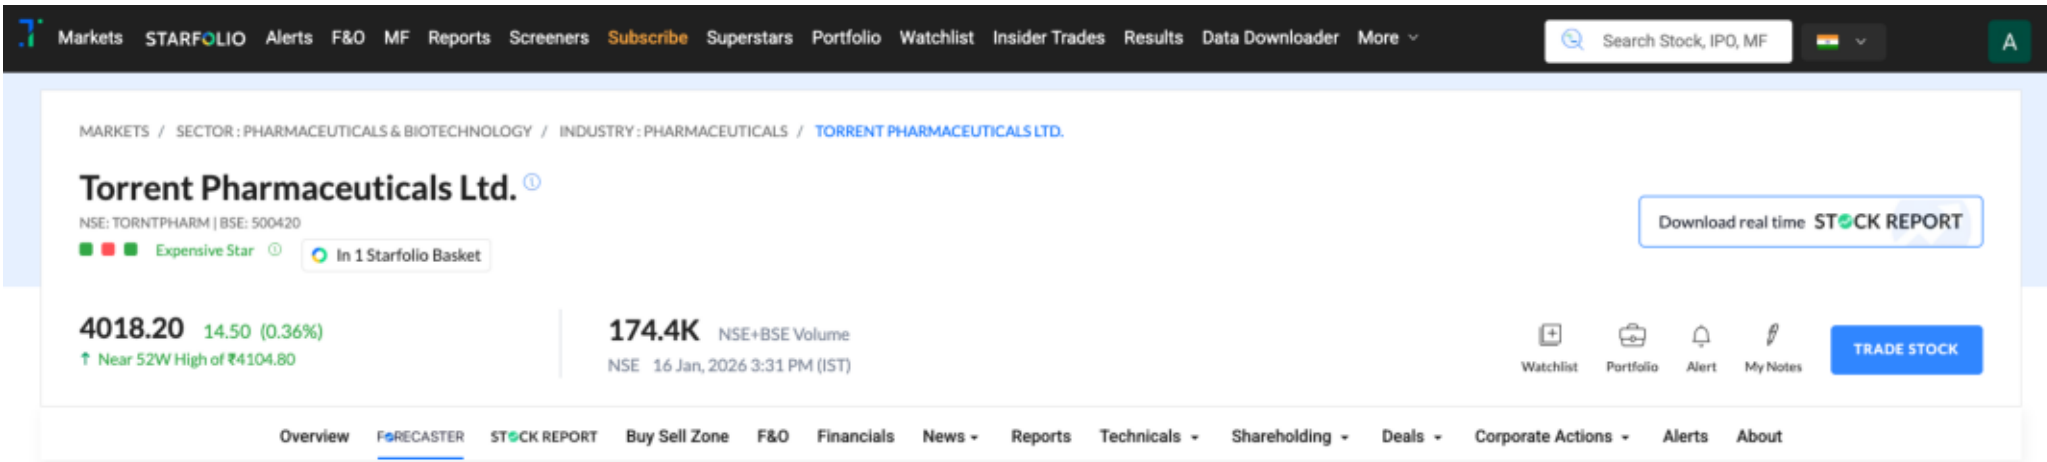 Markets STARFOLIO Alerts F&O MF Reports Screeners Subscribe Superstars Portfolio Watchlist Insider Trades Results Data Downloader More Search Stock, IPO, MF A
MARKETS / SECTOR : PHARMACEUTICALS & BIOTECHNOLOGY / INDUSTRY : PHARMACEUTICALS / TORRENT PHARMACEUTICALS LTD.
Torrent Pharmaceuticals Ltd.
NSE: TORNTPHARM | BSE: 500420
Download real time STOCK REPORT
Expensive Star In 1 Starfolio Basket
4018.20 14.50 (0.36%)
↑ Near 52W High of ₹4104.80
174.4K NSE+BSE Volume
NSE 16 Jan, 2026 3:31 PM (IST)
Watchlist Portfolio Alert My Notes TRADE STOCK
Overview FORECASTER STOCK REPORT Buy Sell Zone F&O Financials News Reports Technicals Shareholding Deals Corporate Actions Alerts About